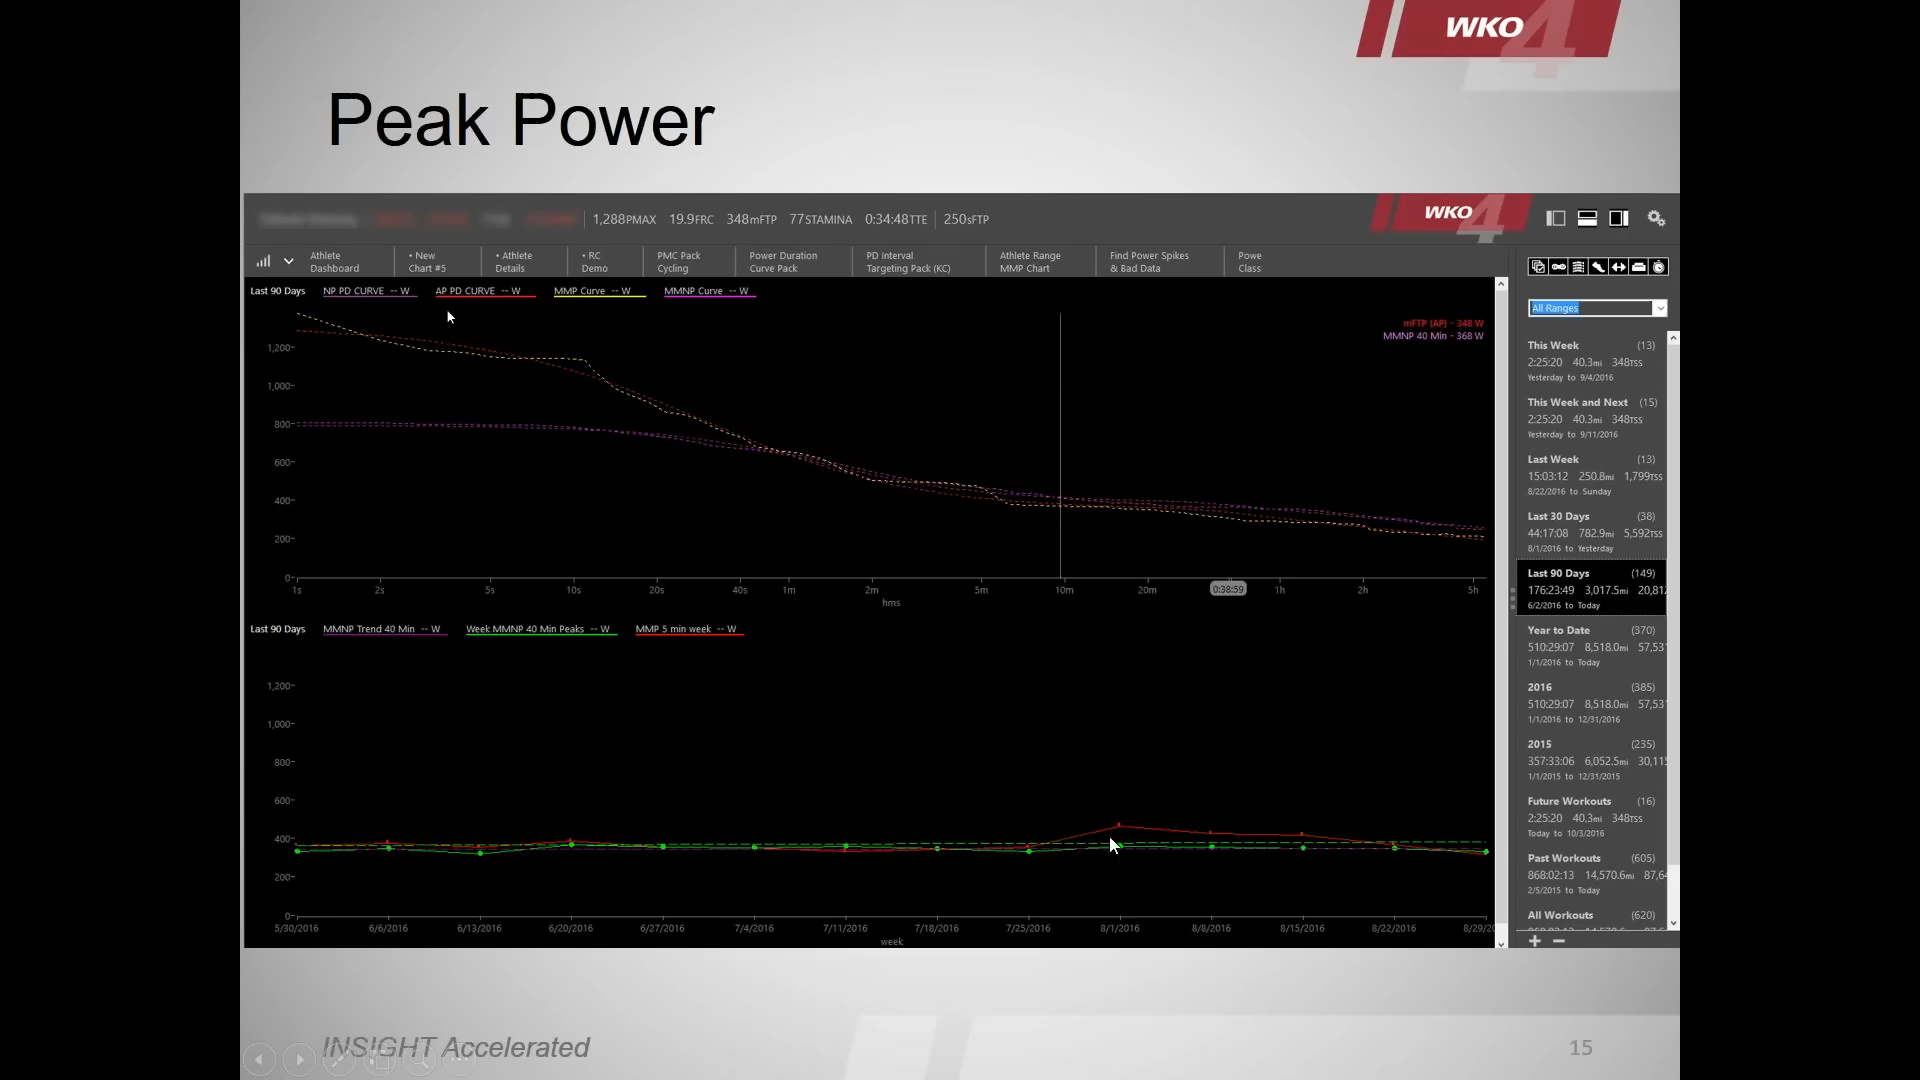 WKO 4
Peak Power
1,288PMAX 19.9FRC 348mFTP 77STAMINA 0:34:48TTE 250sFTP
WKO 4
Athlete Dashboard
• New Chart #5
• Athlete Details
• RC Demo
PMC Pack Cycling
Power Duration Curve Pack
PD Interval Targeting Pack (KC)
Athlete Range MMP Chart
Find Power Spikes & Bad Data
Powe Class
Last 90 Days NP PD CURVE -- W AP PD CURVE -- W MMP Curve -- W MMNP Curve -- W
mFTP (AP) - 348 W
MMNP 40 Min - 368 W
1,200
1,000
800
600
400
200
0
1s 2s 5s 10s 20s 40s 1m 2m 5m 10m 20m 0:38:59 1h 2h 5h
hms
Last 90 Days MMNP Trend 40 Min -- W Week MMNP 40 Min Peaks -- W MMP 5 min week -- W
1,200
1,000
800
600
400
200
0
5/30/2016 6/6/2016 6/13/2016 6/20/2016 6/27/2016 7/4/2016 7/11/2016 7/18/2016 7/25/2016 8/1/2016 8/8/2016 8/15/2016 8/22/2016 8/29/20
week
All Ranges
This Week (13)
2:25:20 40.3mi 348TSS
Yesterday to 9/4/2016
This Week and Next (15)
2:25:20 40.3mi 348TSS
Yesterday to 9/11/2016
Last Week (13)
15:03:12 250.8mi 1,799TSS
8/22/2016 to Sunday
Last 30 Days (38)
44:17:08 782.9mi 5,592TSS
8/1/2016 to Yesterday
Last 90 Days (149)
176:23:49 3,017.5mi 20,812
6/2/2016 to Today
Year to Date (370)
510:29:07 8,518.0mi 57,53
1/1/2016 to Today
2016 (385)
510:29:07 8,518.0mi 57,53
1/1/2016 to 12/31/2016
2015 (235)
357:33:06 6,052.5mi 30,115
1/1/2015 to 12/31/2015
Future Workouts (16)
2:25:20 40.3mi 348TSS
Today to 10/3/2016
Past Workouts (605)
868:02:13 14,570.6mi 87,64
2/5/2015 to Today
All Workouts (620)
INSIGHT Accelerated
15